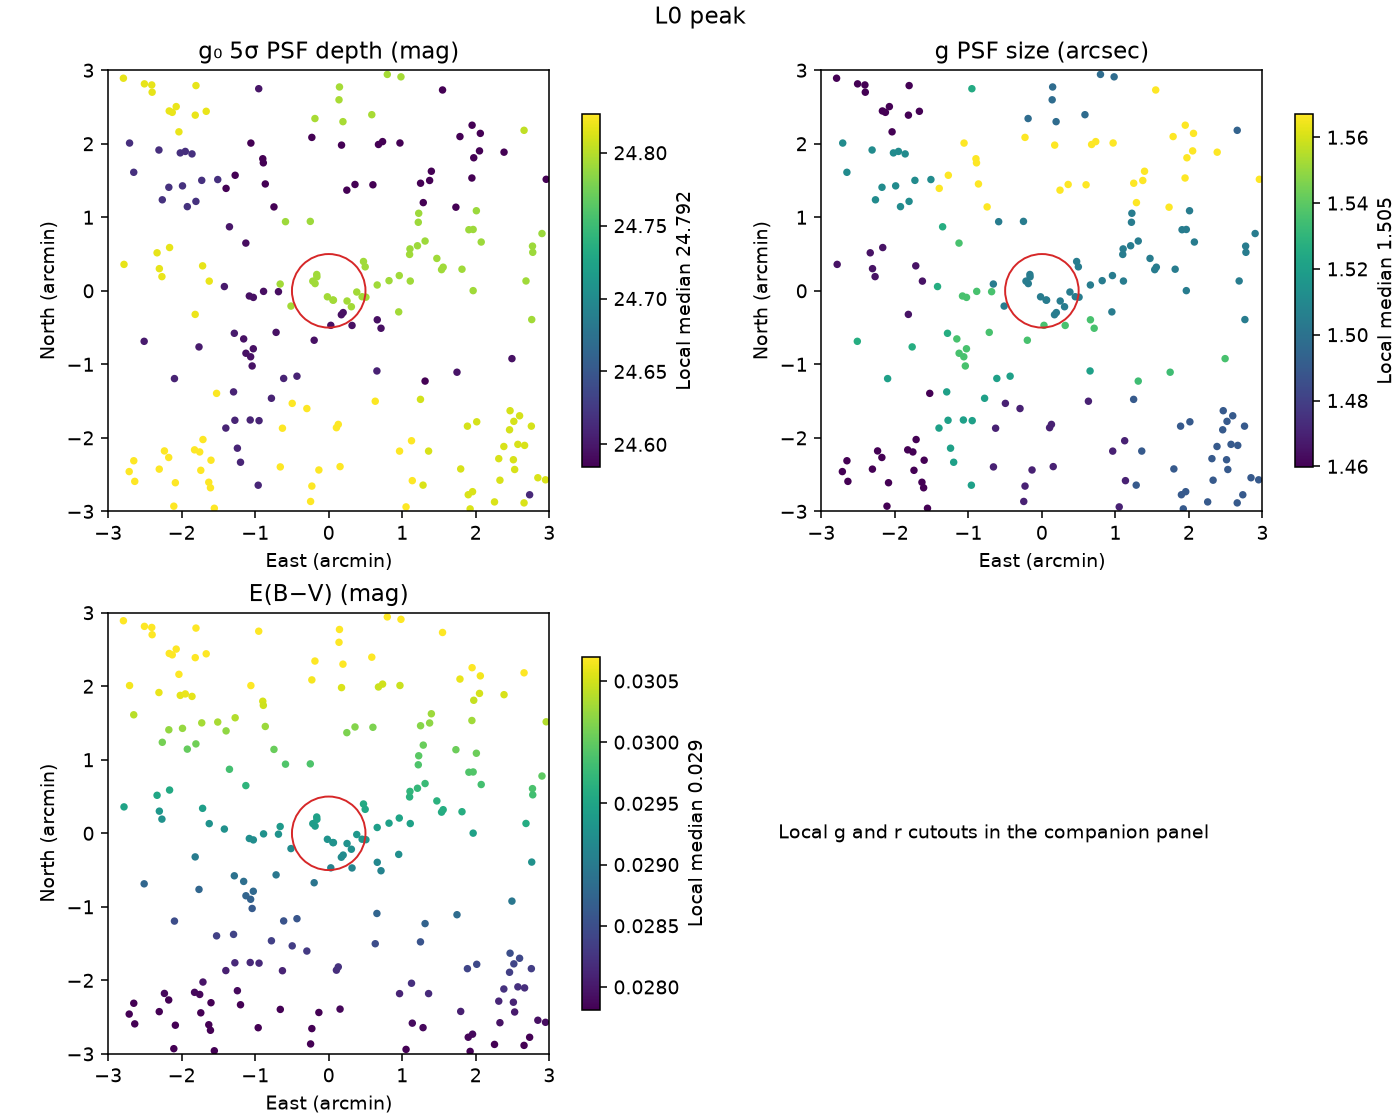 L0 peak
g₀ 5σ PSF depth (mag)
3
2
1
0
−1
−2
−3
North (arcmin)
−3 −2 −1 0 1 2 3
East (arcmin)
24.80
24.75
24.70
24.65
24.60
Local median 24.792
g PSF size (arcsec)
3
2
1
0
−1
−2
−3
North (arcmin)
−3 −2 −1 0 1 2 3
East (arcmin)
1.56
1.54
1.52
1.50
1.48
1.46
Local median 1.505
E(B−V) (mag)
3
2
1
0
−1
−2
−3
North (arcmin)
−3 −2 −1 0 1 2 3
East (arcmin)
0.0305
0.0300
0.0295
0.0290
0.0285
0.0280
Local median 0.029
Local g and r cutouts in the companion panel